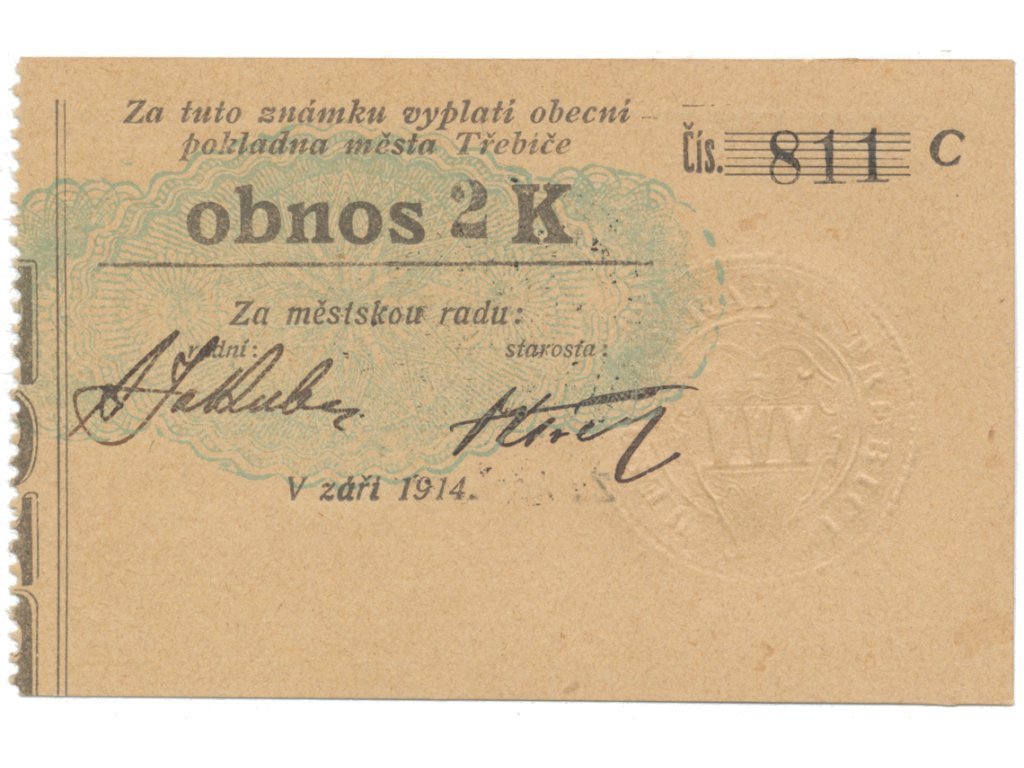 Za tuto známku vyplatí obecní
pokladna města Třebíče
Čís. 811 C
obnos 2 K
Za městskou radu:
radní: starosta:
V září 1914.